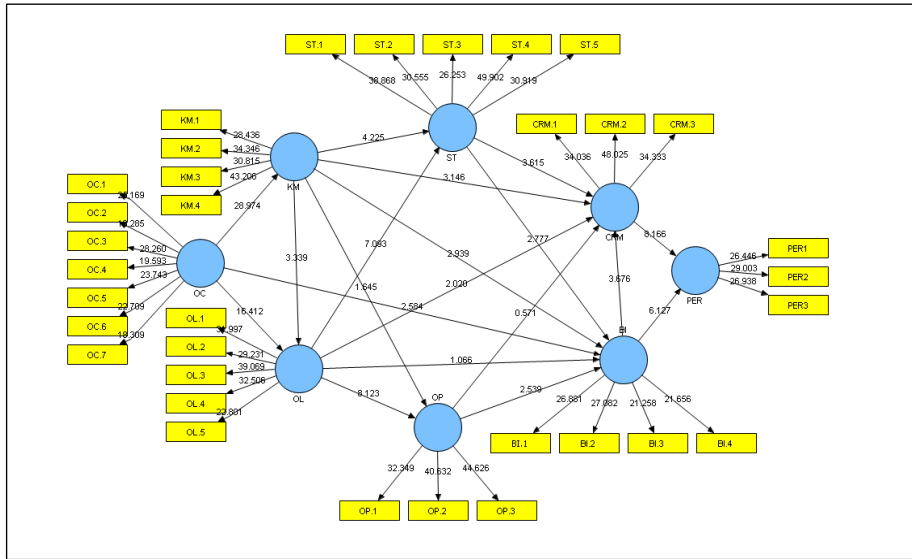 ST.1
ST.2
ST.3
ST.4
ST.5
38.868
30.555
26.253
49.902
30.919
KM.1
KM.2
KM.3
KM.4
28.436
34.346
30.815
43.206
KM
4.225
ST
CRM.1
CRM.2
CRM.3
34.036
48.025
34.333
3.615
3.146
CRM
OC.1
OC.2
OC.3
OC.4
OC.5
OC.6
OC.7
28.260
19.593
23.743
22.709
18.309
OC
28.974
3.339
7.093
1.645
2.939
2.777
2.020
2.584
0.571
3.676
8.166
6.127
PER
26.446
29.003
26.938
PER1
PER2
PER3
16.412
OL.1
OL.2
OL.3
OL.4
OL.5
29.231
39.069
32.506
OL
1.066
8.123
OP
2.539
BI
26.881
27.082
21.258
21.656
BI.1
BI.2
BI.3
BI.4
32.349
40.632
44.626
OP.1
OP.2
OP.3